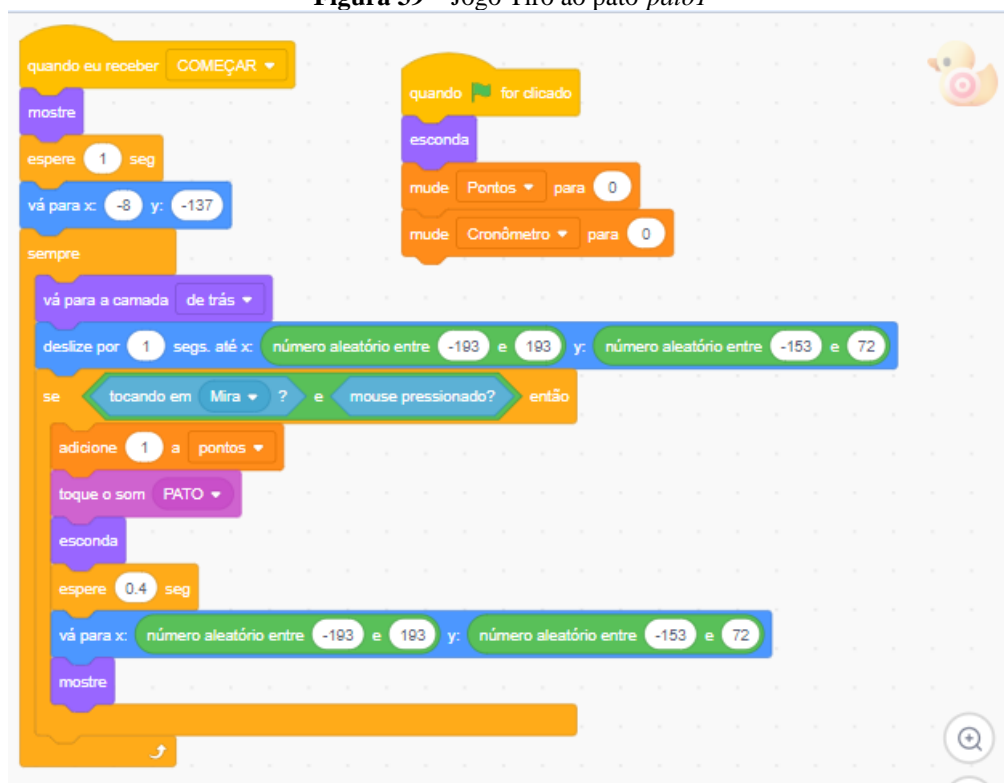 Figura 59 – Jogo Tiro ao pato pato1
quando eu receber COMEÇAR
mostre
espere 1 seg
vá para x: -8 y: -137
sempre
vá para a camada de trás
deslize por 1 segs. até x: número aleatório entre -193 e 193 y: número aleatório entre -153 e 72
se tocando em Mira ? e mouse pressionado? então
adicione 1 a pontos
toque o som PATO
esconda
espere 0.4 seg
vá para x: número aleatório entre -193 e 193 y: número aleatório entre -153 e 72
mostre
quando for clicado
esconda
mude Pontos para 0
mude Cronômetro para 0